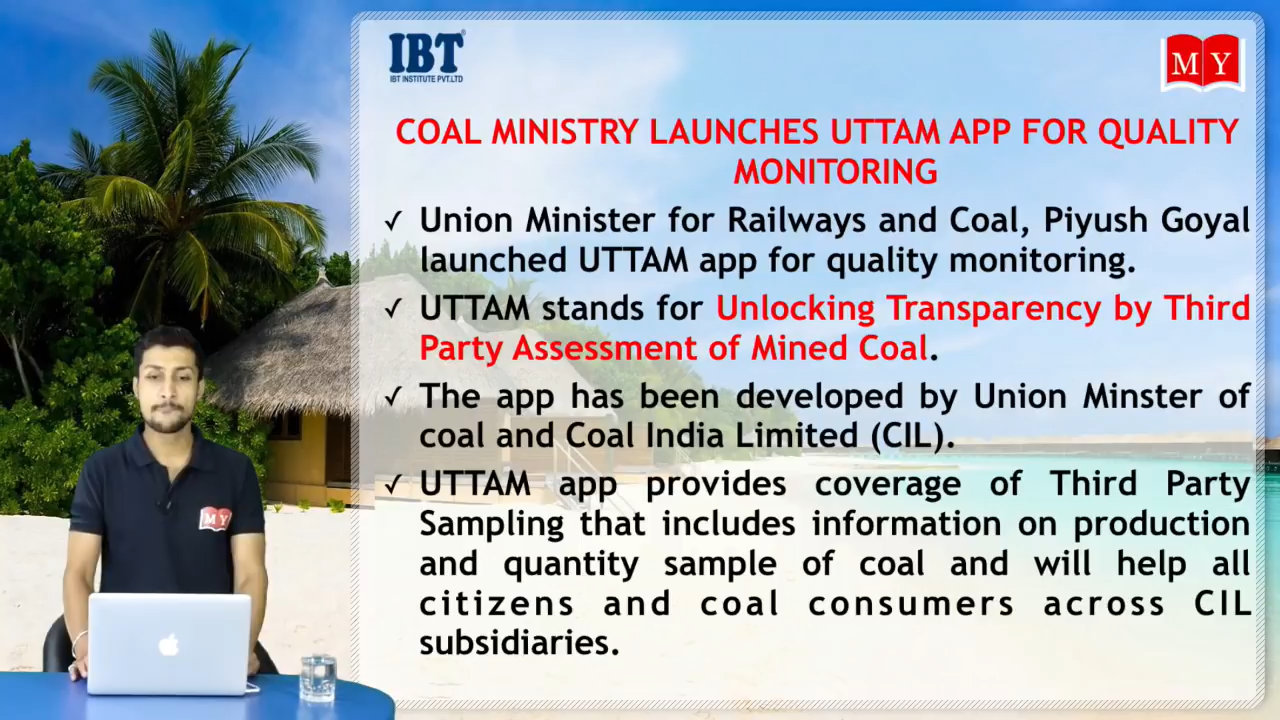 IBT
IBT INSTITUTE PVT.LTD
MY
COAL MINISTRY LAUNCHES UTTAM APP FOR QUALITY
MONITORING
✓ Union Minister for Railways and Coal, Piyush Goyal
launched UTTAM app for quality monitoring.
✓ UTTAM stands for Unlocking Transparency by Third
Party Assessment of Mined Coal.
✓ The app has been developed by Union Minster of
coal and Coal India Limited (CIL).
✓ UTTAM app provides coverage of Third Party
Sampling that includes information on production
and quantity sample of coal and will help all
citizens and coal consumers across CIL
subsidiaries.
MY